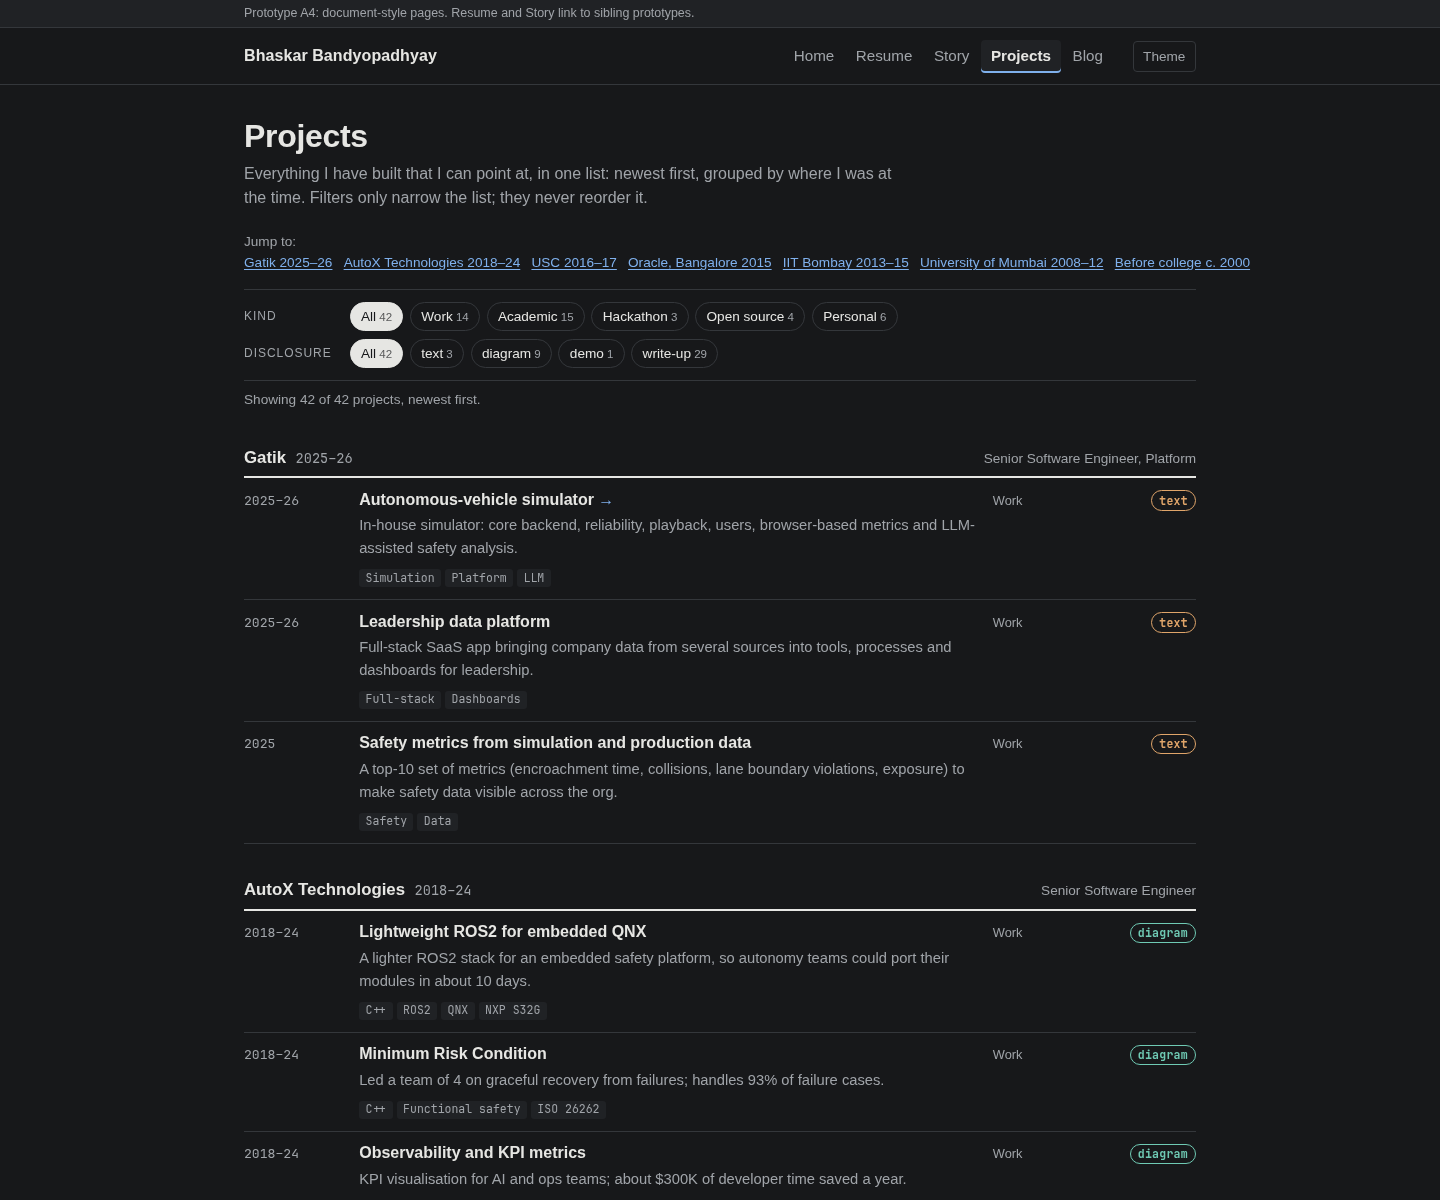 Prototype A4: document-style pages. Resume and Story link to sibling prototypes.
Bhaskar Bandyopadhyay
Home Resume Story Projects Blog Theme
Projects
Everything I have built that I can point at, in one list: newest first, grouped by where I was at
the time. Filters only narrow the list; they never reorder it.
Jump to:
Gatik 2025–26 AutoX Technologies 2018–24 USC 2016–17 Oracle, Bangalore 2015 IIT Bombay 2013–15 University of Mumbai 2008–12 Before college c. 2000
KIND All 42 Work 14 Academic 15 Hackathon 3 Open source 4 Personal 6
DISCLOSURE All 42 text 3 diagram 9 demo 1 write-up 29
Showing 42 of 42 projects, newest first.
Gatik 2025–26 Senior Software Engineer, Platform
2025–26 Autonomous-vehicle simulator → Work text
In-house simulator: core backend, reliability, playback, users, browser-based metrics and LLM-
assisted safety analysis.
Simulation Platform LLM
2025–26 Leadership data platform Work text
Full-stack SaaS app bringing company data from several sources into tools, processes and
dashboards for leadership.
Full-stack Dashboards
2025 Safety metrics from simulation and production data Work text
A top-10 set of metrics (encroachment time, collisions, lane boundary violations, exposure) to
make safety data visible across the org.
Safety Data
AutoX Technologies 2018–24 Senior Software Engineer
2018–24 Lightweight ROS2 for embedded QNX Work diagram
A lighter ROS2 stack for an embedded safety platform, so autonomy teams could port their
modules in about 10 days.
C++ ROS2 QNX NXP S32G
2018–24 Minimum Risk Condition Work diagram
Led a team of 4 on graceful recovery from failures; handles 93% of failure cases.
C++ Functional safety ISO 26262
2018–24 Observability and KPI metrics Work diagram
KPI visualisation for AI and ops teams; about $300K of developer time saved a year.